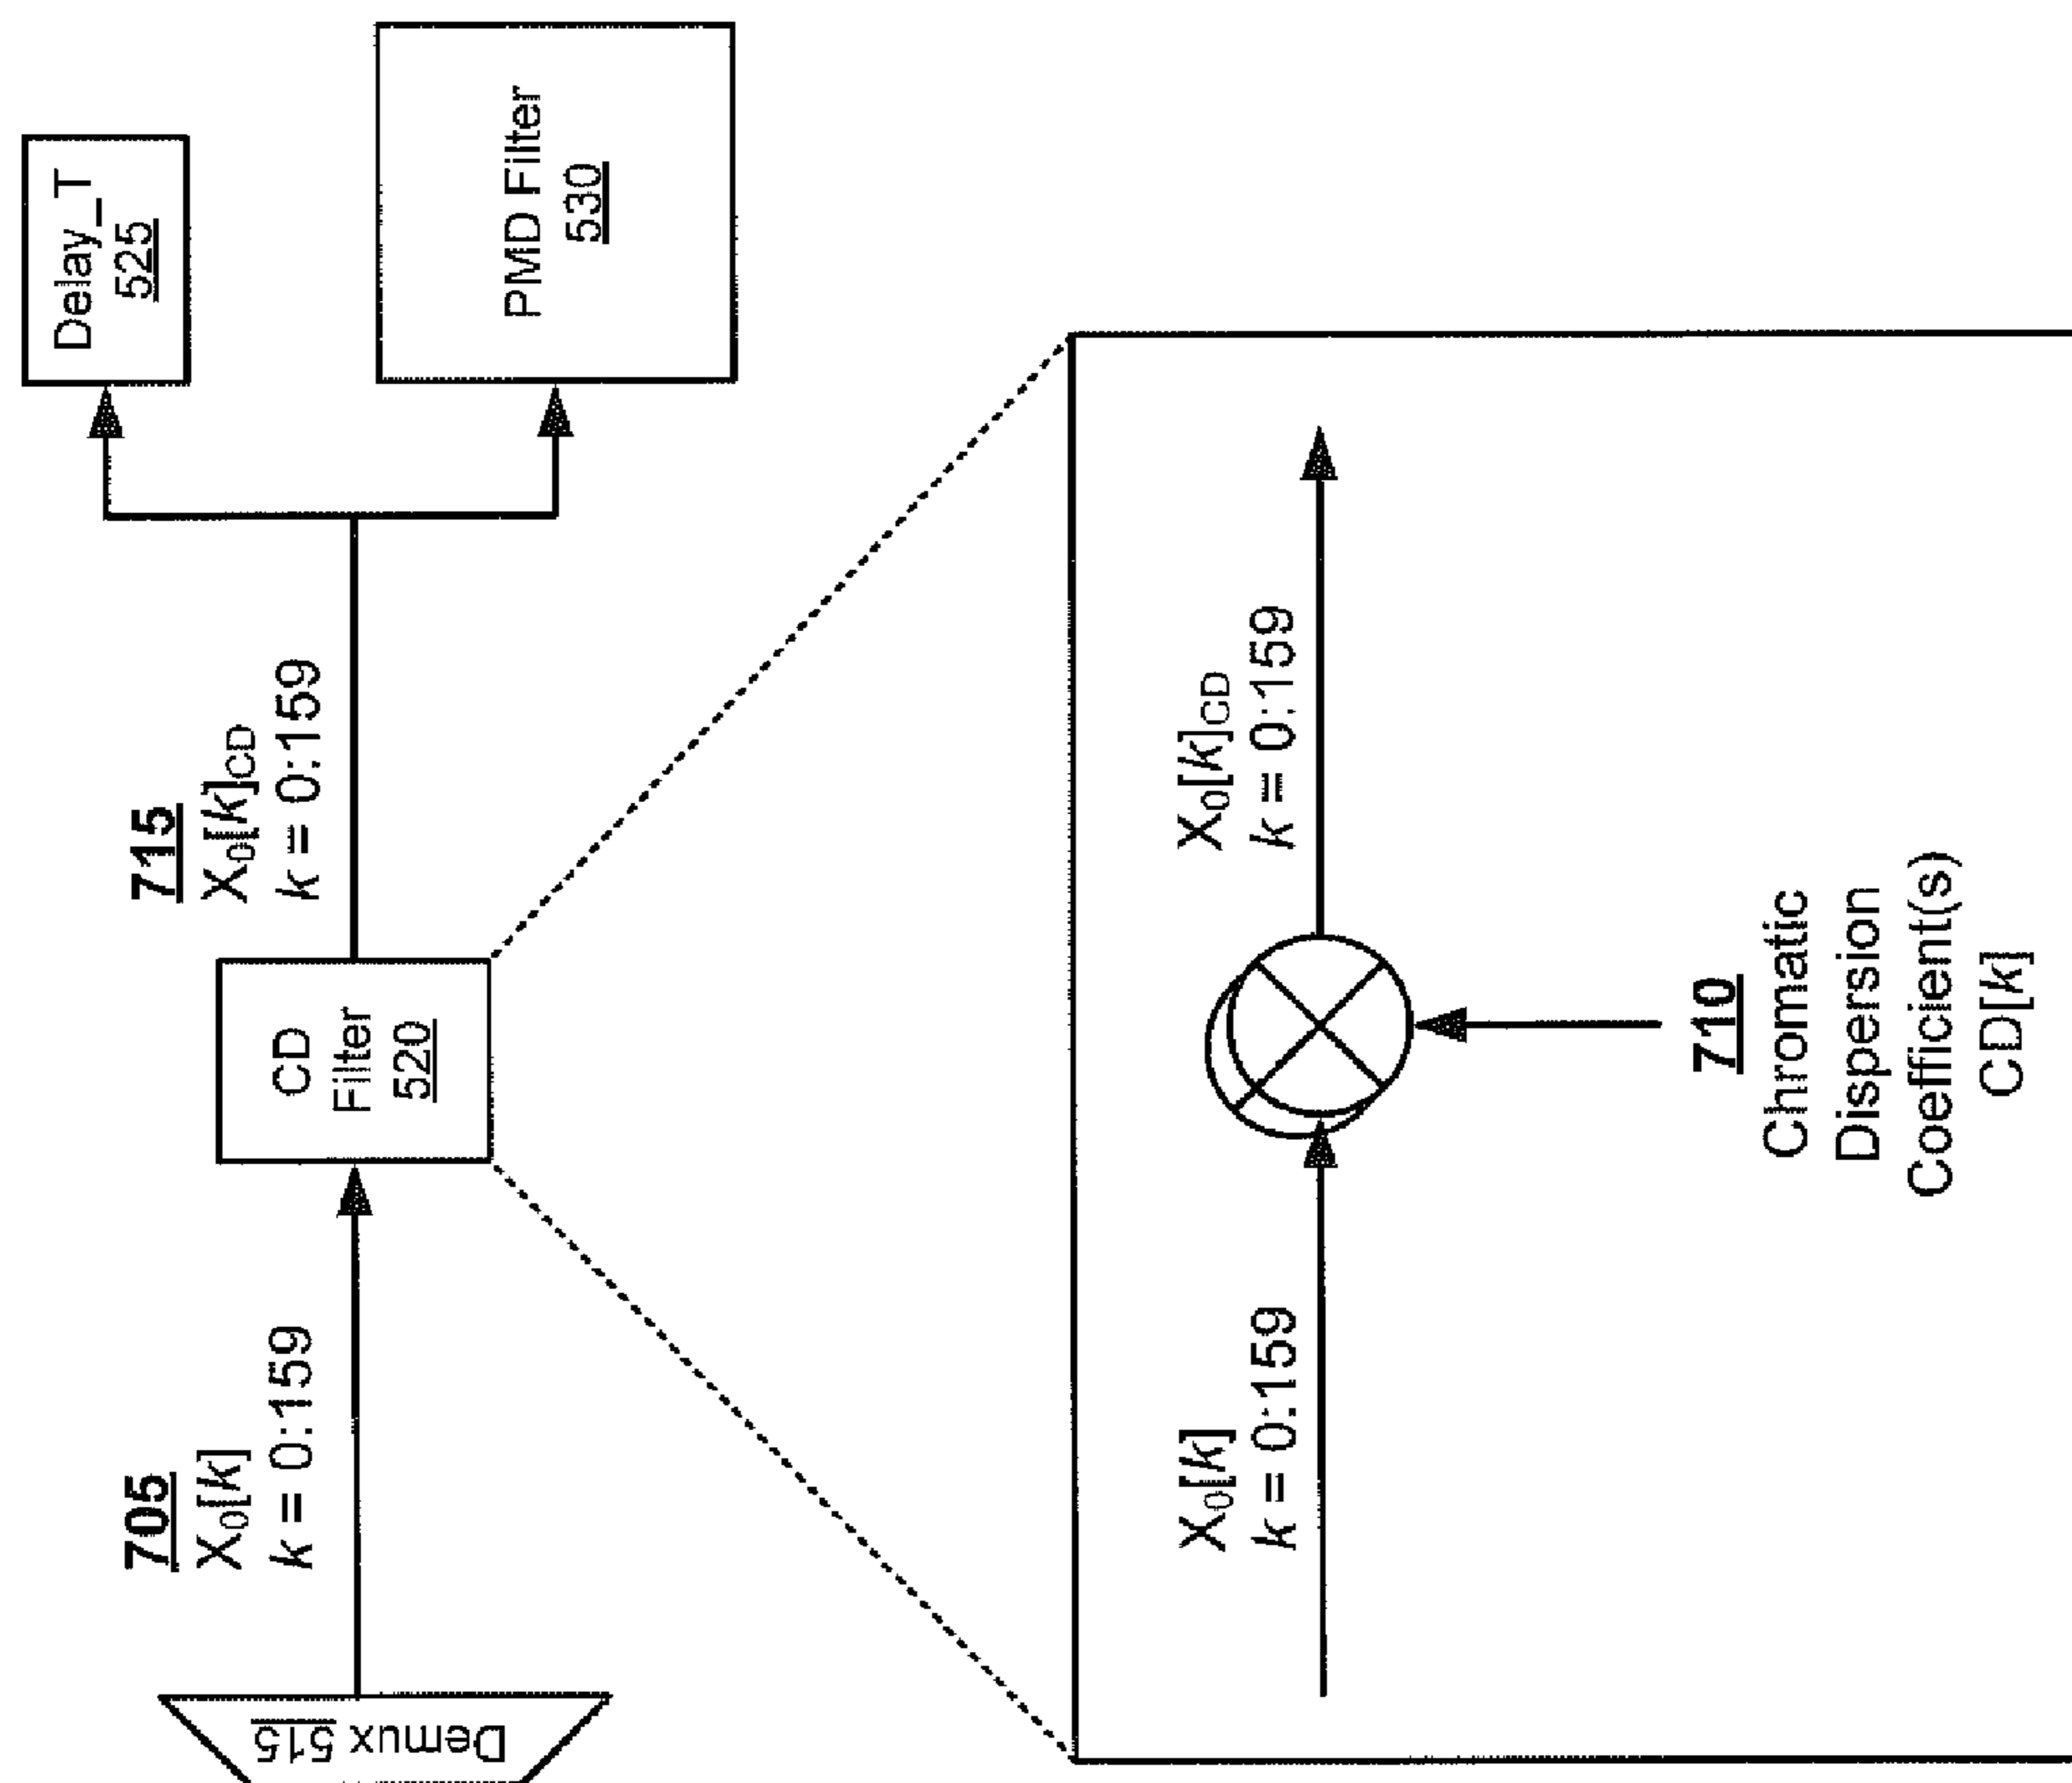 Demux 515
705
X0[k]
k = 0:159
CD
Filter
520
715
X0[k]CD
k = 0:159
Delay_T
525
PMD Filter
530
X0[k]
k = 0:159
X0[k]CD
k = 0:159
710
Chromatic
Dispersion
Coefficient(s)
CD[k]